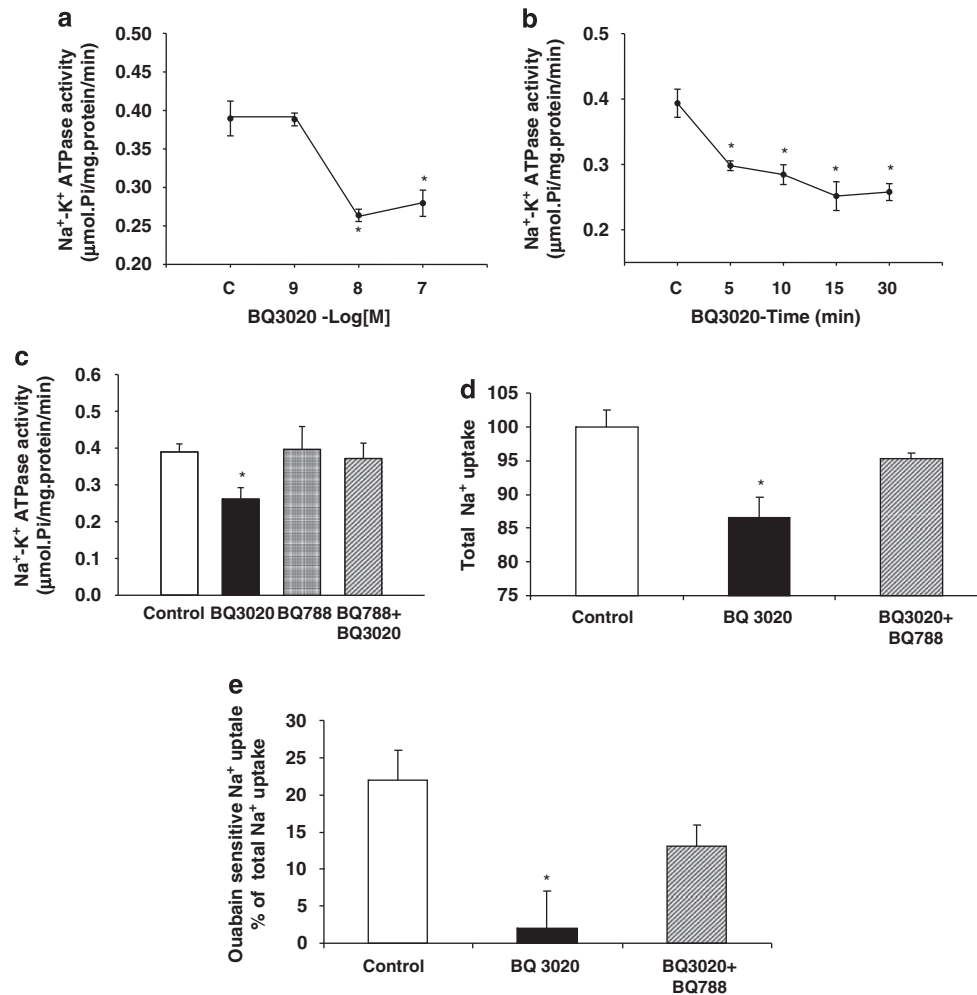 a
Na+-K+ ATPase activity
(μmol.Pi/mg.protein/min)
0.50
0.45
0.40
0.35
0.30
0.25
0.20
*
*
C 9 8 7
BQ3020 -Log[M]
b
Na+-K+ ATPase activity
(μmol.Pi/mg.protein/min)
0.5
0.4
0.3
0.2
* * * *
C 5 10 15 30
BQ3020-Time (min)
c
Na+-K+ ATPase activity
(μmol.Pi/mg.protein/min)
0.6
0.5
0.4
0.3
0.2
0.1
0.0
*
Control BQ3020 BQ788 BQ788+
BQ3020
d
Total Na+ uptake
105
100
95
90
85
80
75
*
Control BQ 3020 BQ3020+
BQ788
e
Ouabain sensitive Na+ uptale
% of total Na+ uptake
30
25
20
15
10
5
0
*
Control BQ 3020 BQ3020+
BQ788